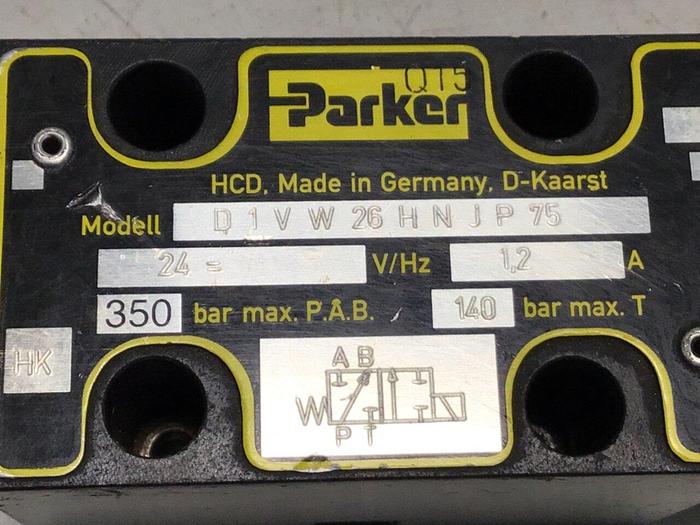 QT5
Parker
HCD, Made in Germany, D-Kaarst
Modell D 1 V W 26 H N J P 75
24 = V/Hz 1,2 A
350 bar max. P.A.B. 140 bar max. T
HK
A B
W
P T